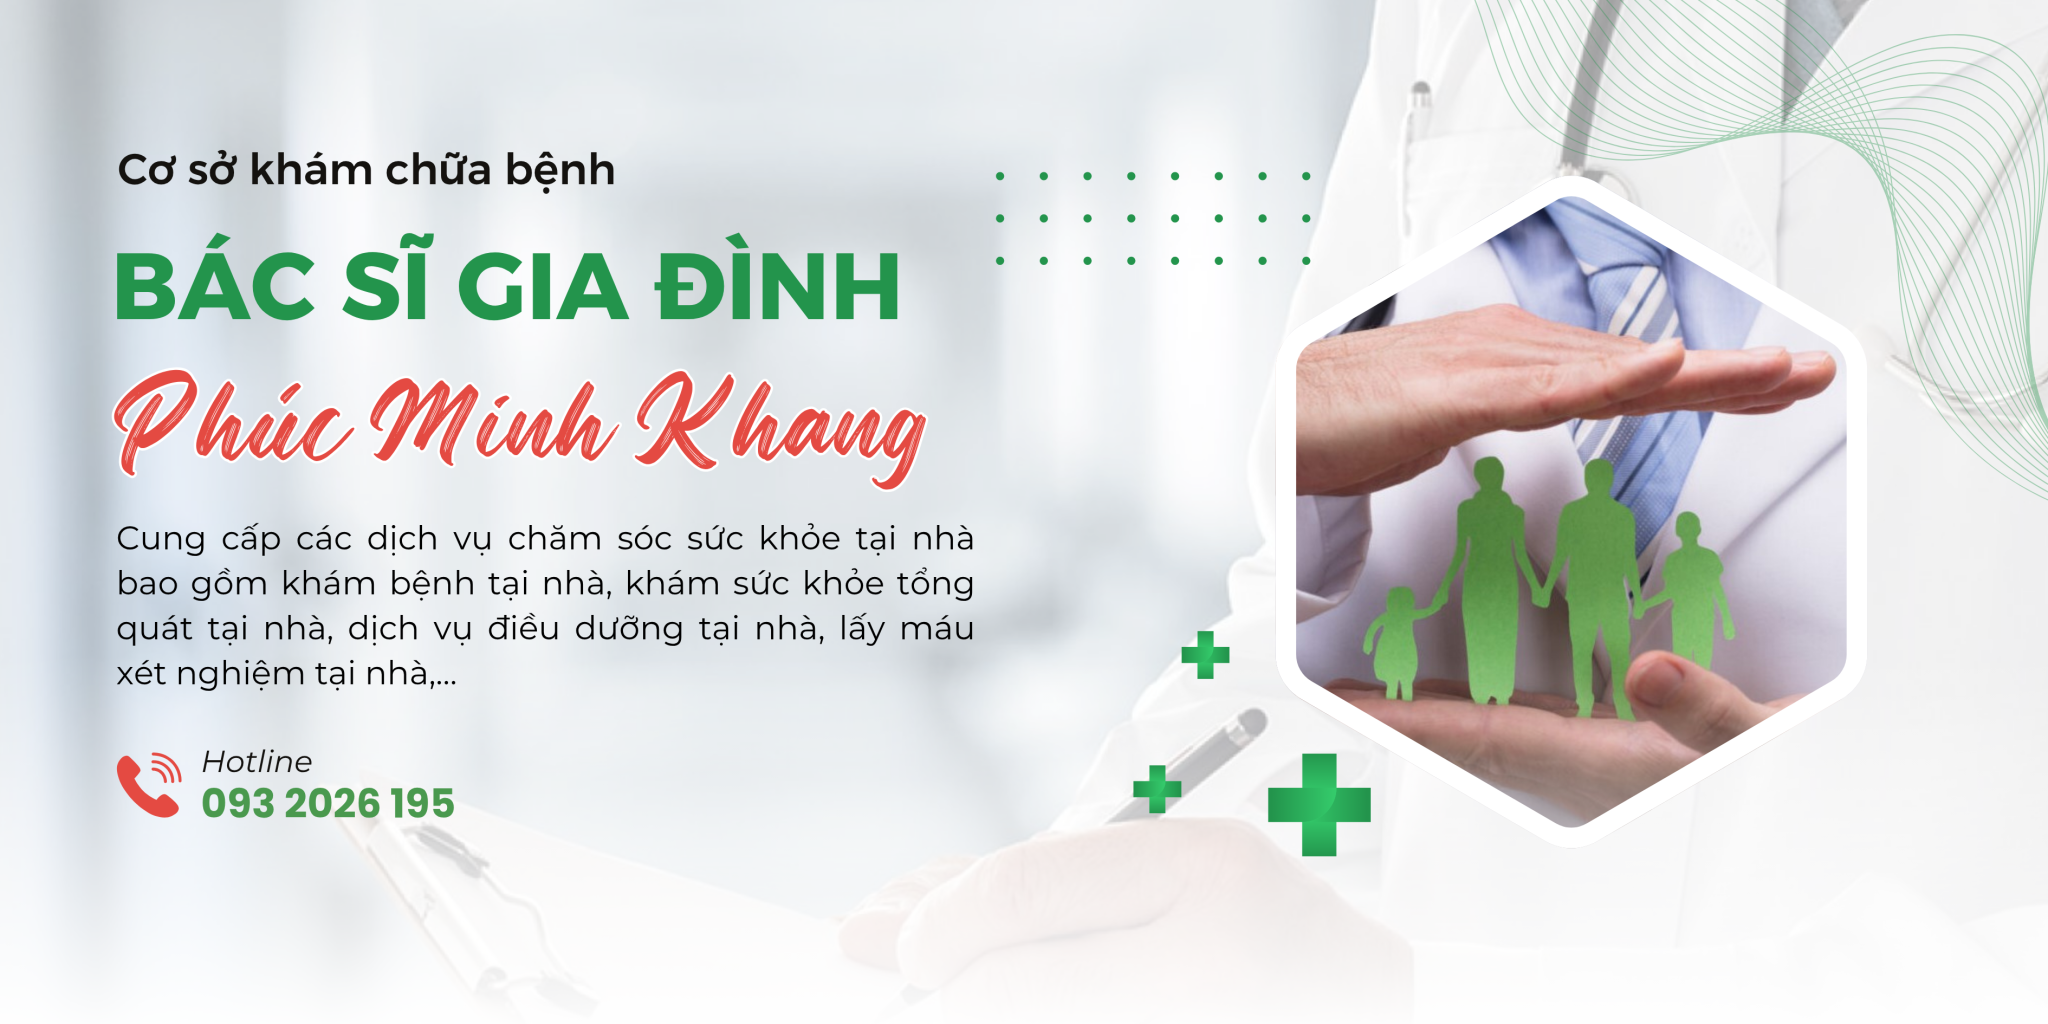 Cơ sở khám chữa bệnh
BÁC SĨ GIA ĐÌNH
Phúc Minh Khang
Cung cấp các dịch vụ chăm sóc sức khỏe tại nhà
bao gồm khám bệnh tại nhà, khám sức khỏe tổng
quát tại nhà, dịch vụ điều dưỡng tại nhà, lấy máu
xét nghiệm tại nhà,...
Hotline
093 2026 195